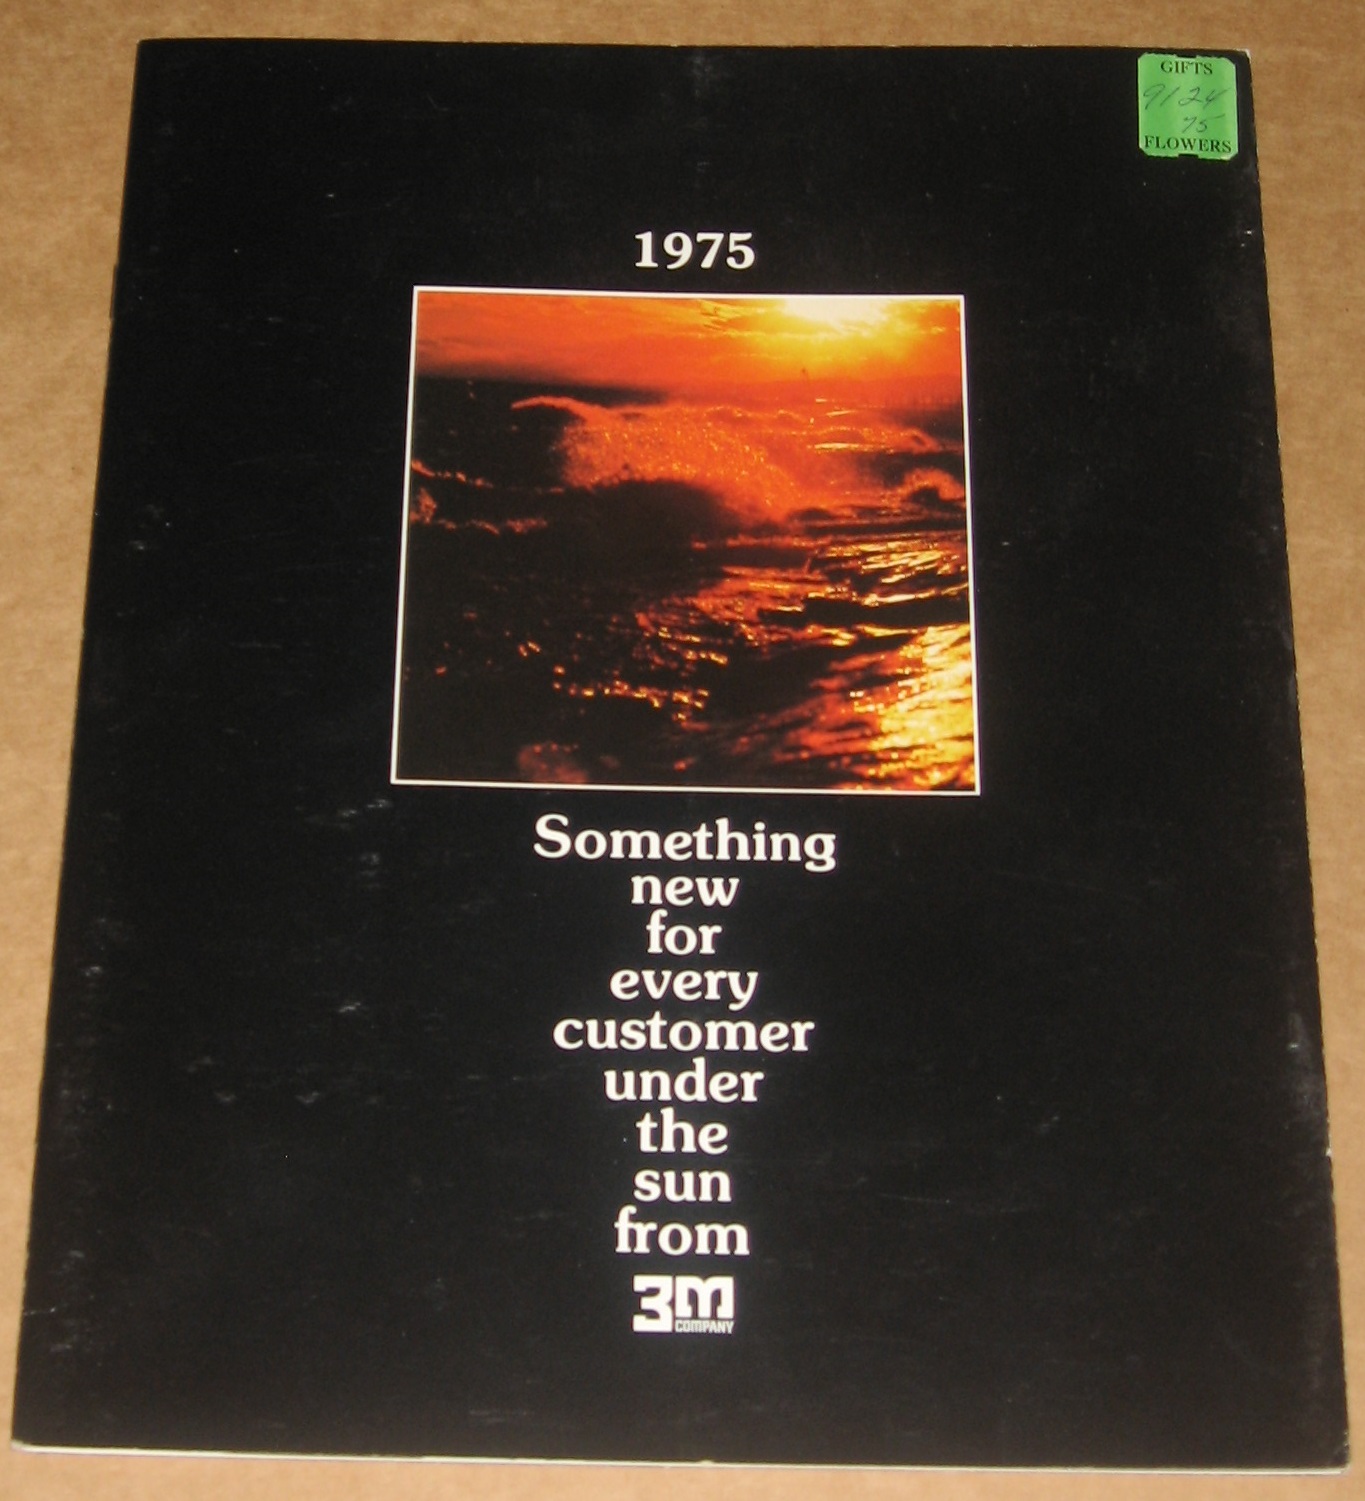 GIFTS
9124
75
FLOWERS
1975
Something
new
for
every
customer
under
the
sun
from
3M
COMPANY